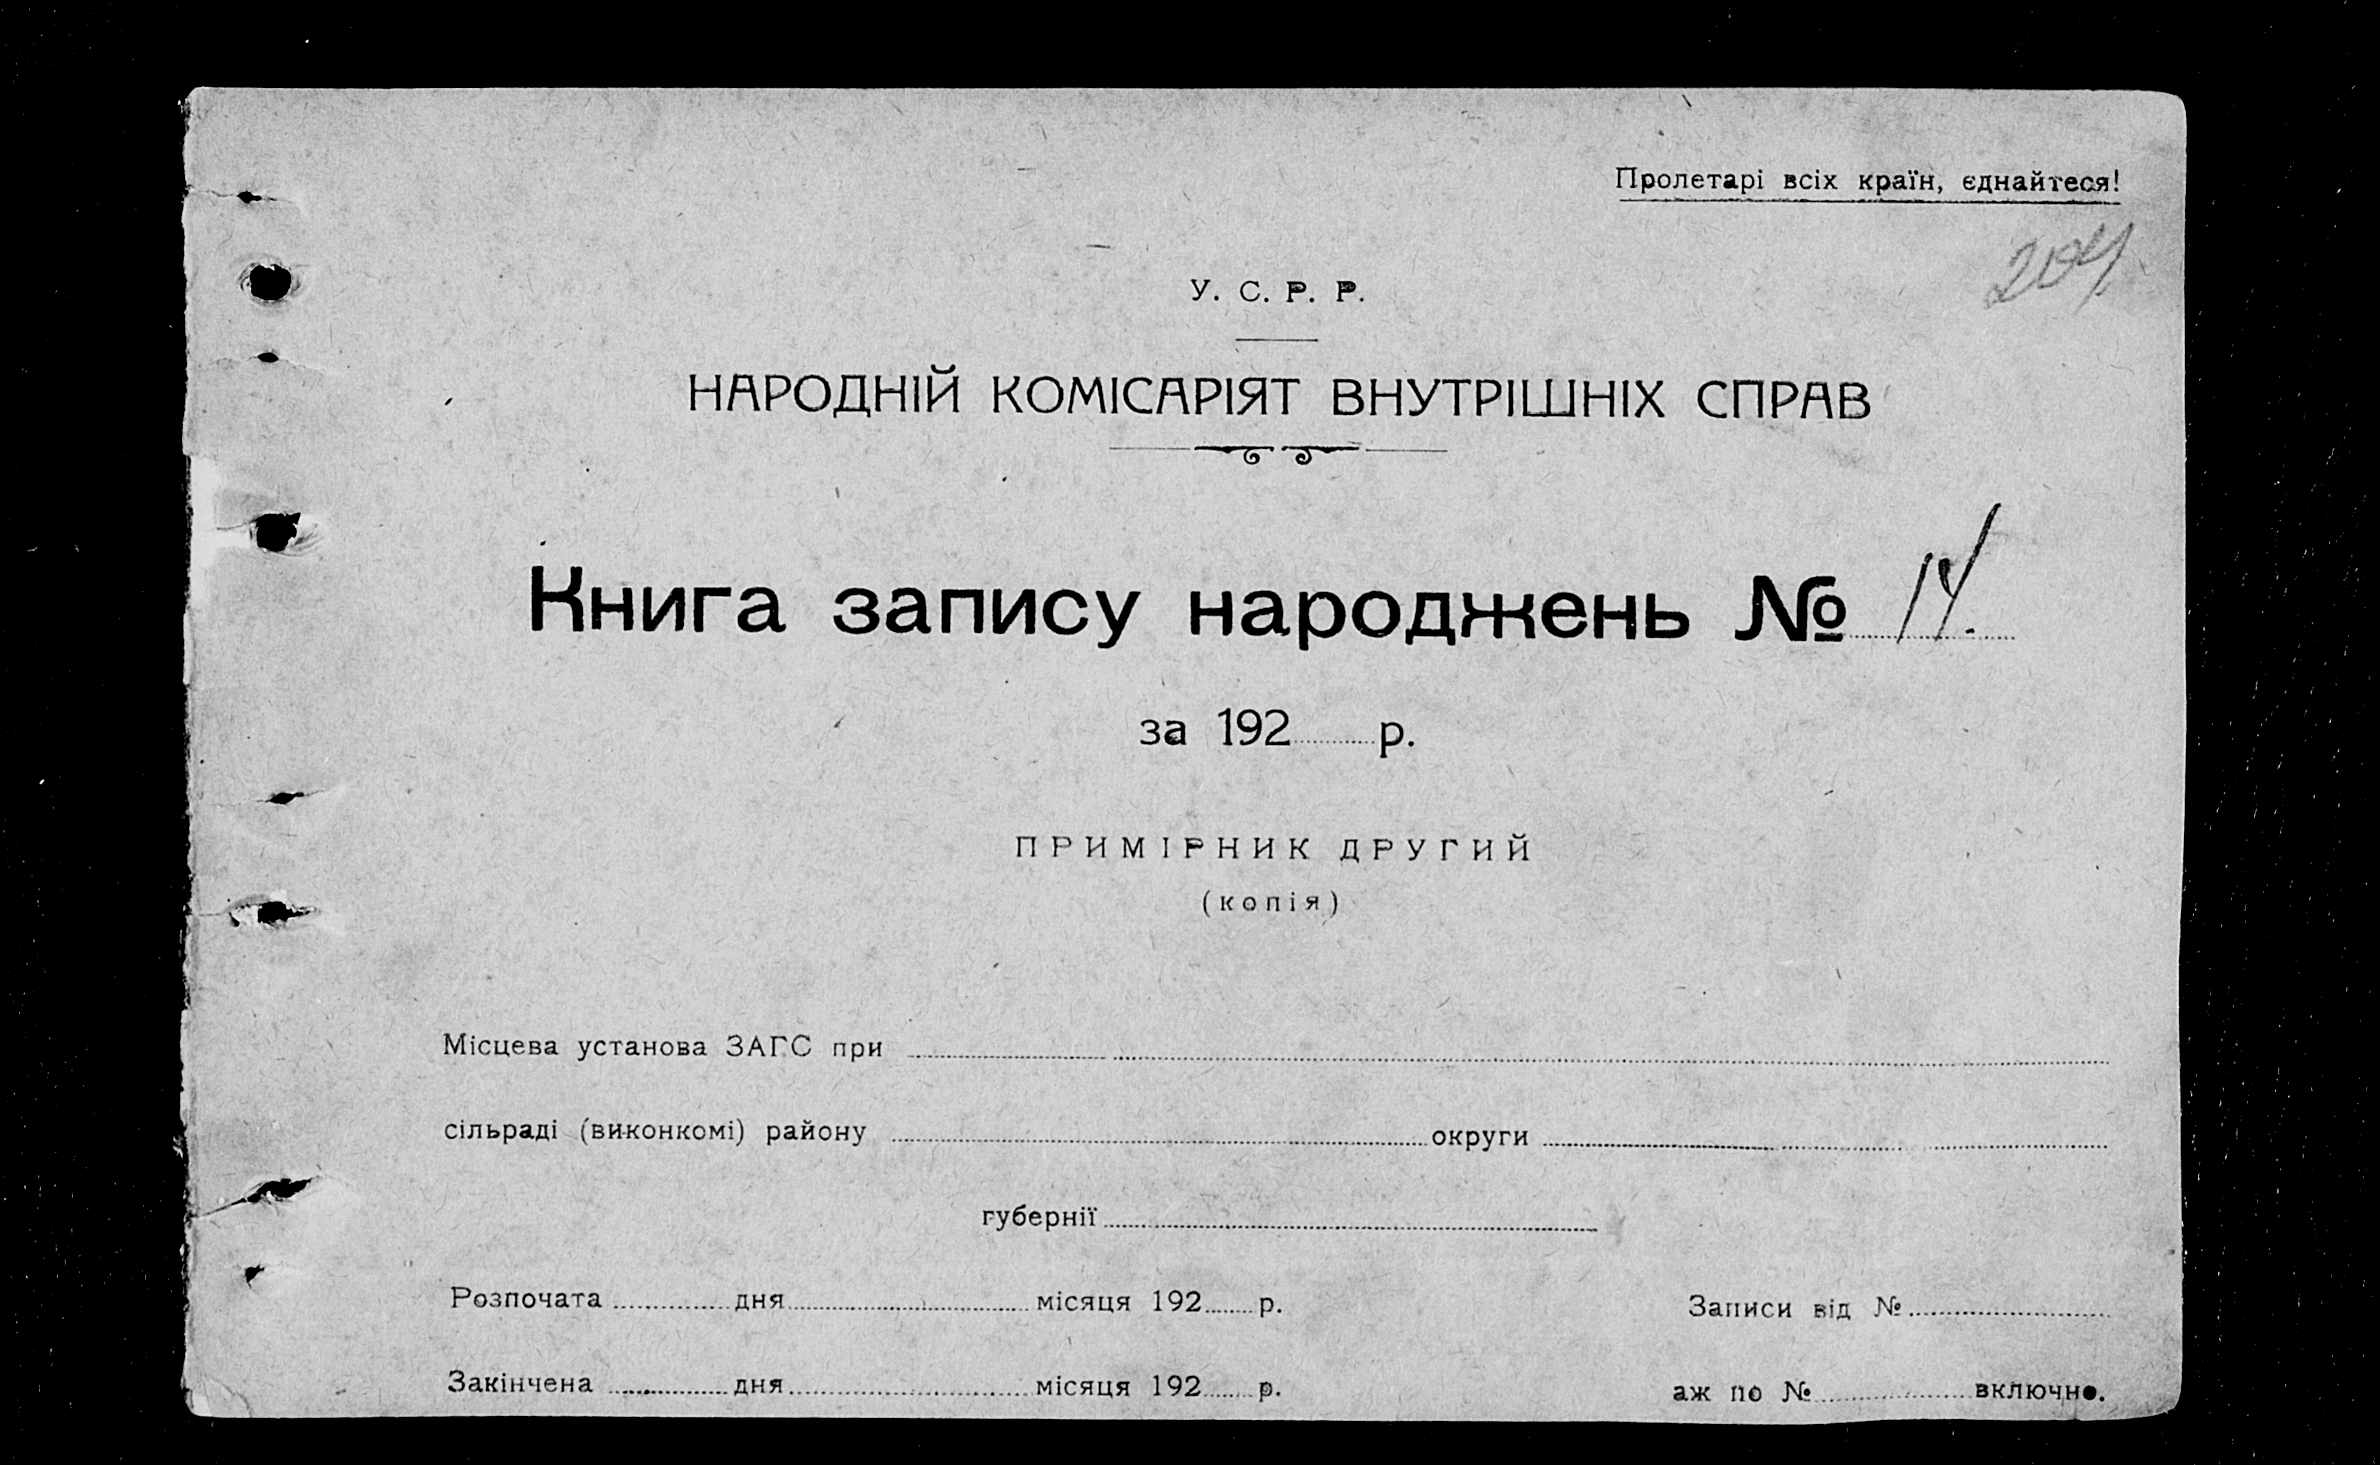 Пролетарі всіх країн, єднайтеся!
204
У. С. Р. Р.
НАРОДНІЙ КОМІСАРІЯТ ВНУТРІШНІХ СПРАВ
Книга запису народжень № 14.
за 192 р.
ПРИМІРНИК ДРУГИЙ
(копія)
Місцева установа ЗАГС при
сільраді (виконкомі) району округи
губернії
Розпочата дня місяця 192 р. Записи від №
Закінчена дня місяця 192 р. аж по № включно.